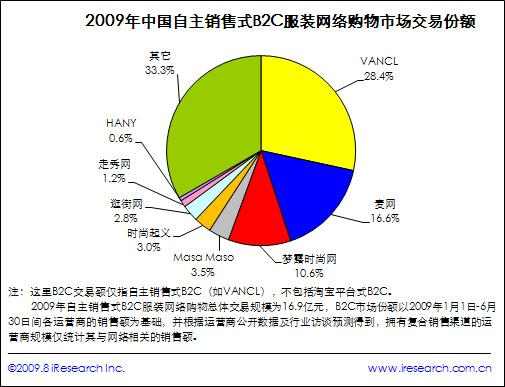 2009年中国自主销售式B2C服装网络购物市场交易份额
其它
33.3%
VANCL
28.4%
HANY
0.6%
走秀网
1.2%
逛街网
2.8%
时尚起义
3.0%
Masa Maso
3.5%
梦露时尚网
10.6%
麦网
16.6%
注：这里B2C交易额仅指自主销售式B2C（如VANCL），不包括淘宝平台式B2C。
2009年自主销售式B2C服装网络购物总体交易规模为16.9亿元，B2C市场份额以2009年1月1日-6月
30日间各运营商的销售额为基础，并根据运营商公开数据及行业访谈预测得到，拥有复合销售渠道的运
营商规模仅统计其与网络相关的销售额。
©2009.8 iResearch Inc.
www.iresearch.com.cn